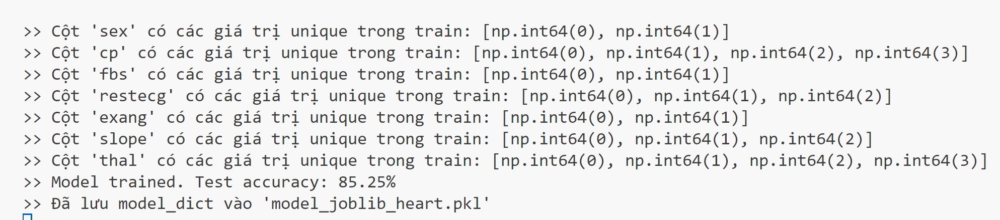 >> Cột 'sex' có các giá trị unique trong train: [np.int64(0), np.int64(1)]
>> Cột 'cp' có các giá trị unique trong train: [np.int64(0), np.int64(1), np.int64(2), np.int64(3)]
>> Cột 'fbs' có các giá trị unique trong train: [np.int64(0), np.int64(1)]
>> Cột 'restecg' có các giá trị unique trong train: [np.int64(0), np.int64(1), np.int64(2)]
>> Cột 'exang' có các giá trị unique trong train: [np.int64(0), np.int64(1)]
>> Cột 'slope' có các giá trị unique trong train: [np.int64(0), np.int64(1), np.int64(2)]
>> Cột 'thal' có các giá trị unique trong train: [np.int64(0), np.int64(1), np.int64(2), np.int64(3)]
>> Model trained. Test accuracy: 85.25%
>> Đã lưu model_dict vào 'model_joblib_heart.pkl'